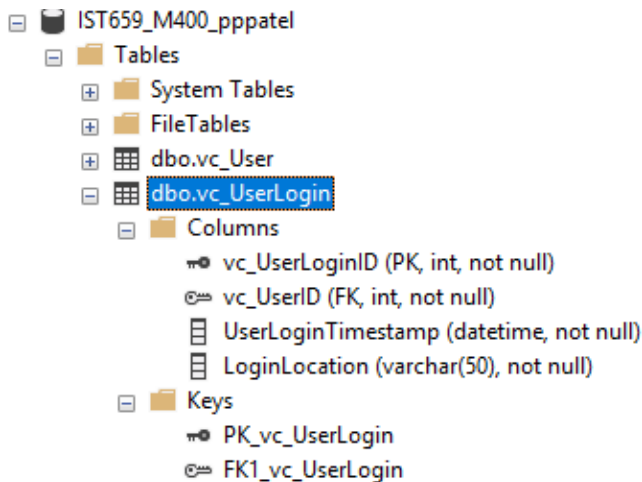 IST659_M400_pppatel
Tables
System Tables
FileTables
dbo.vc_User
dbo.vc_UserLogin
Columns
vc_UserLoginID (PK, int, not null)
vc_UserID (FK, int, not null)
UserLoginTimestamp (datetime, not null)
LoginLocation (varchar(50), not null)
Keys
PK_vc_UserLogin
FK1_vc_UserLogin